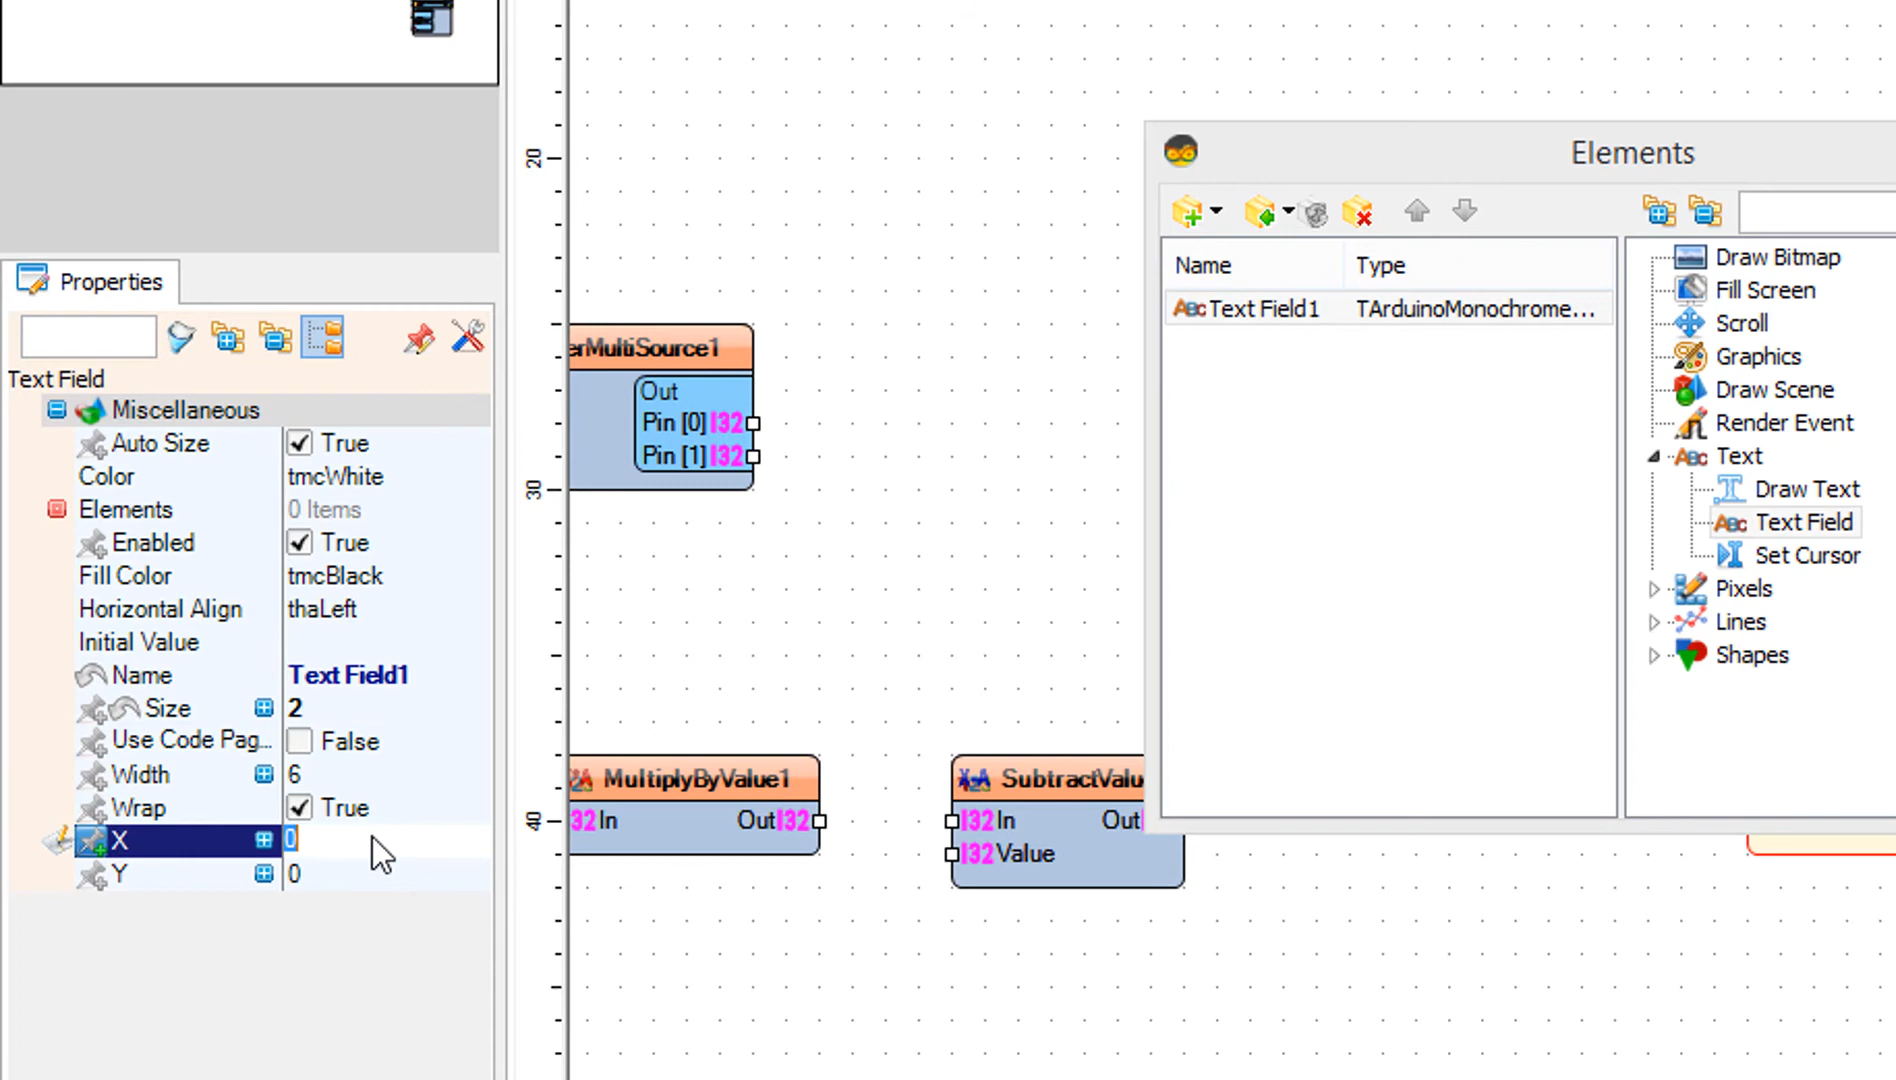 Properties
Text Field
Miscellaneous
Auto Size True
Color tmcWhite
Elements 0 Items
Enabled True
Fill Color tmcBlack
Horizontal Align thaLeft
Initial Value
Name Text Field1
Size 2
Use Code Pag... False
Width 6
Wrap True
X 0
Y 0
20
30
40
erMultiSource1
Out
Pin [0] I32
Pin [1] I32
MultiplyByValue1
32 In Out I32
SubtractValu
I32 In Out I
I32 Value
Elements
Name Type
Abc Text Field1 TArduinoMonochrome...
Draw Bitmap
Fill Screen
Scroll
Graphics
Draw Scene
Render Event
Abc Text
Draw Text
Abc Text Field
Set Cursor
Pixels
Lines
Shapes